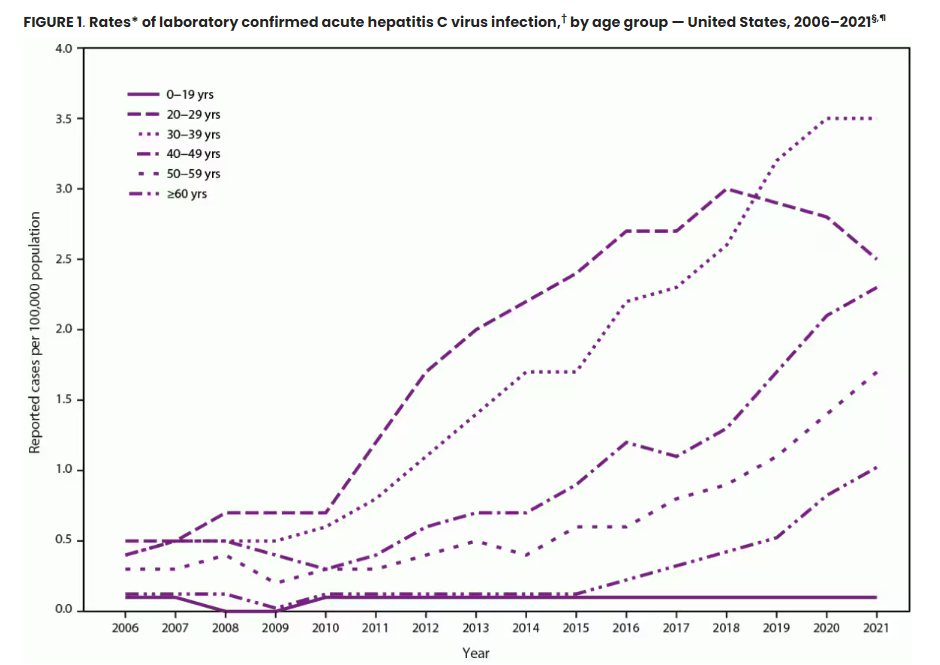 FIGURE 1. Rates* of laboratory confirmed acute hepatitis C virus infection,† by age group — United States, 2006–2021§,¶
4.0
3.5
3.0
2.5
2.0
1.5
1.0
0.5
0.0
Reported cases per 100,000 population
0–19 yrs
20–29 yrs
30–39 yrs
40–49 yrs
50–59 yrs
≥60 yrs
2006 2007 2008 2009 2010 2011 2012 2013 2014 2015 2016 2017 2018 2019 2020 2021
Year